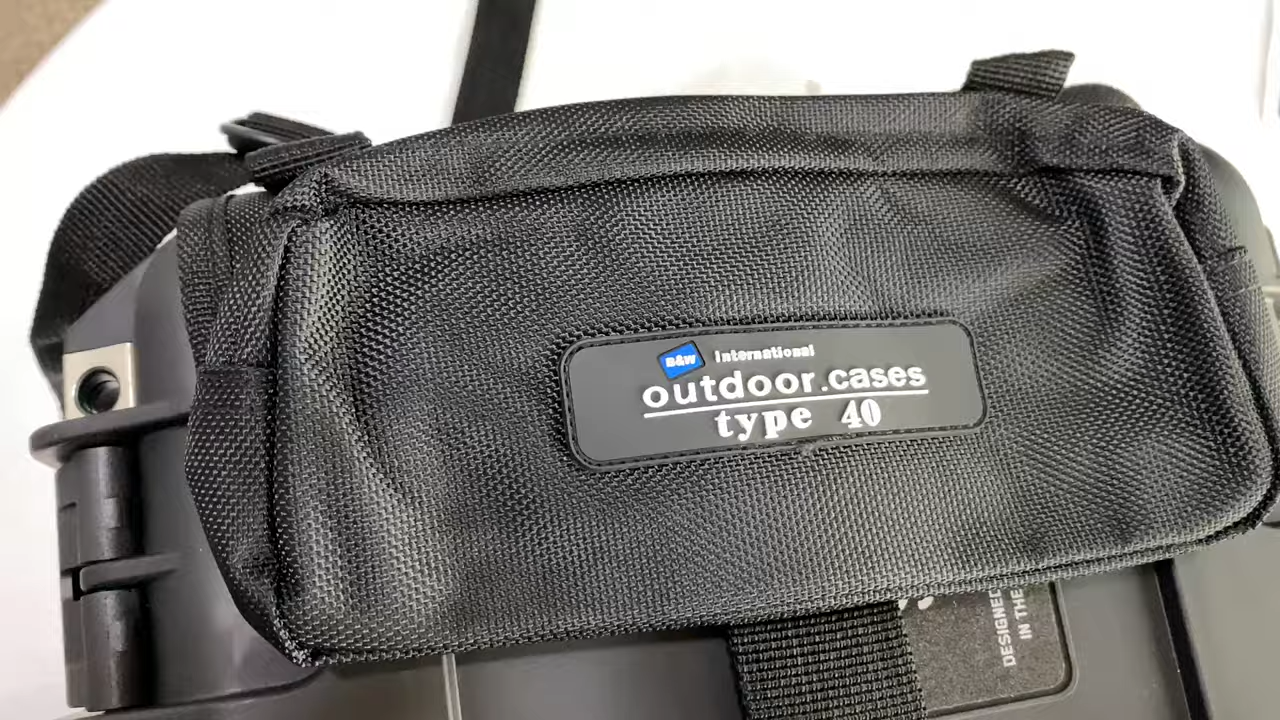 B&W International
outdoor.cases
type 40
DESIGNED
IN THE